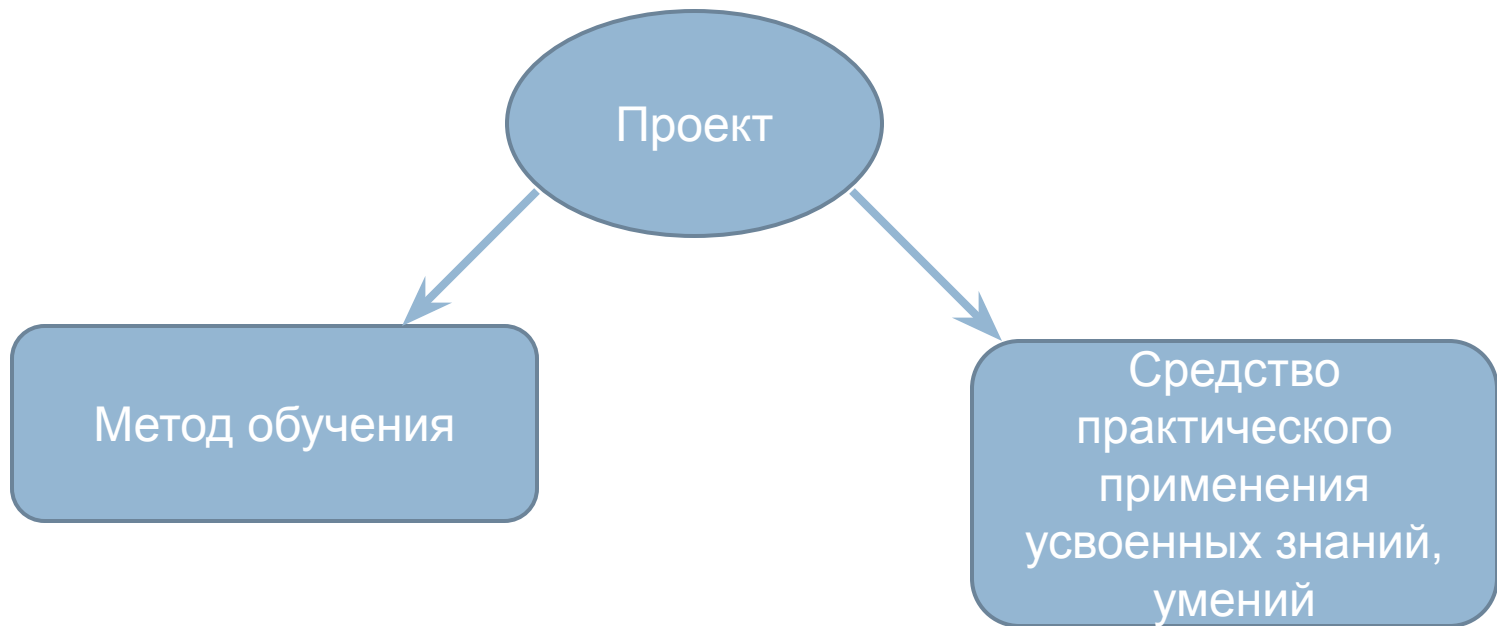 Проект
Метод обучения
Средство
практического
применения
усвоенных знаний,
умений